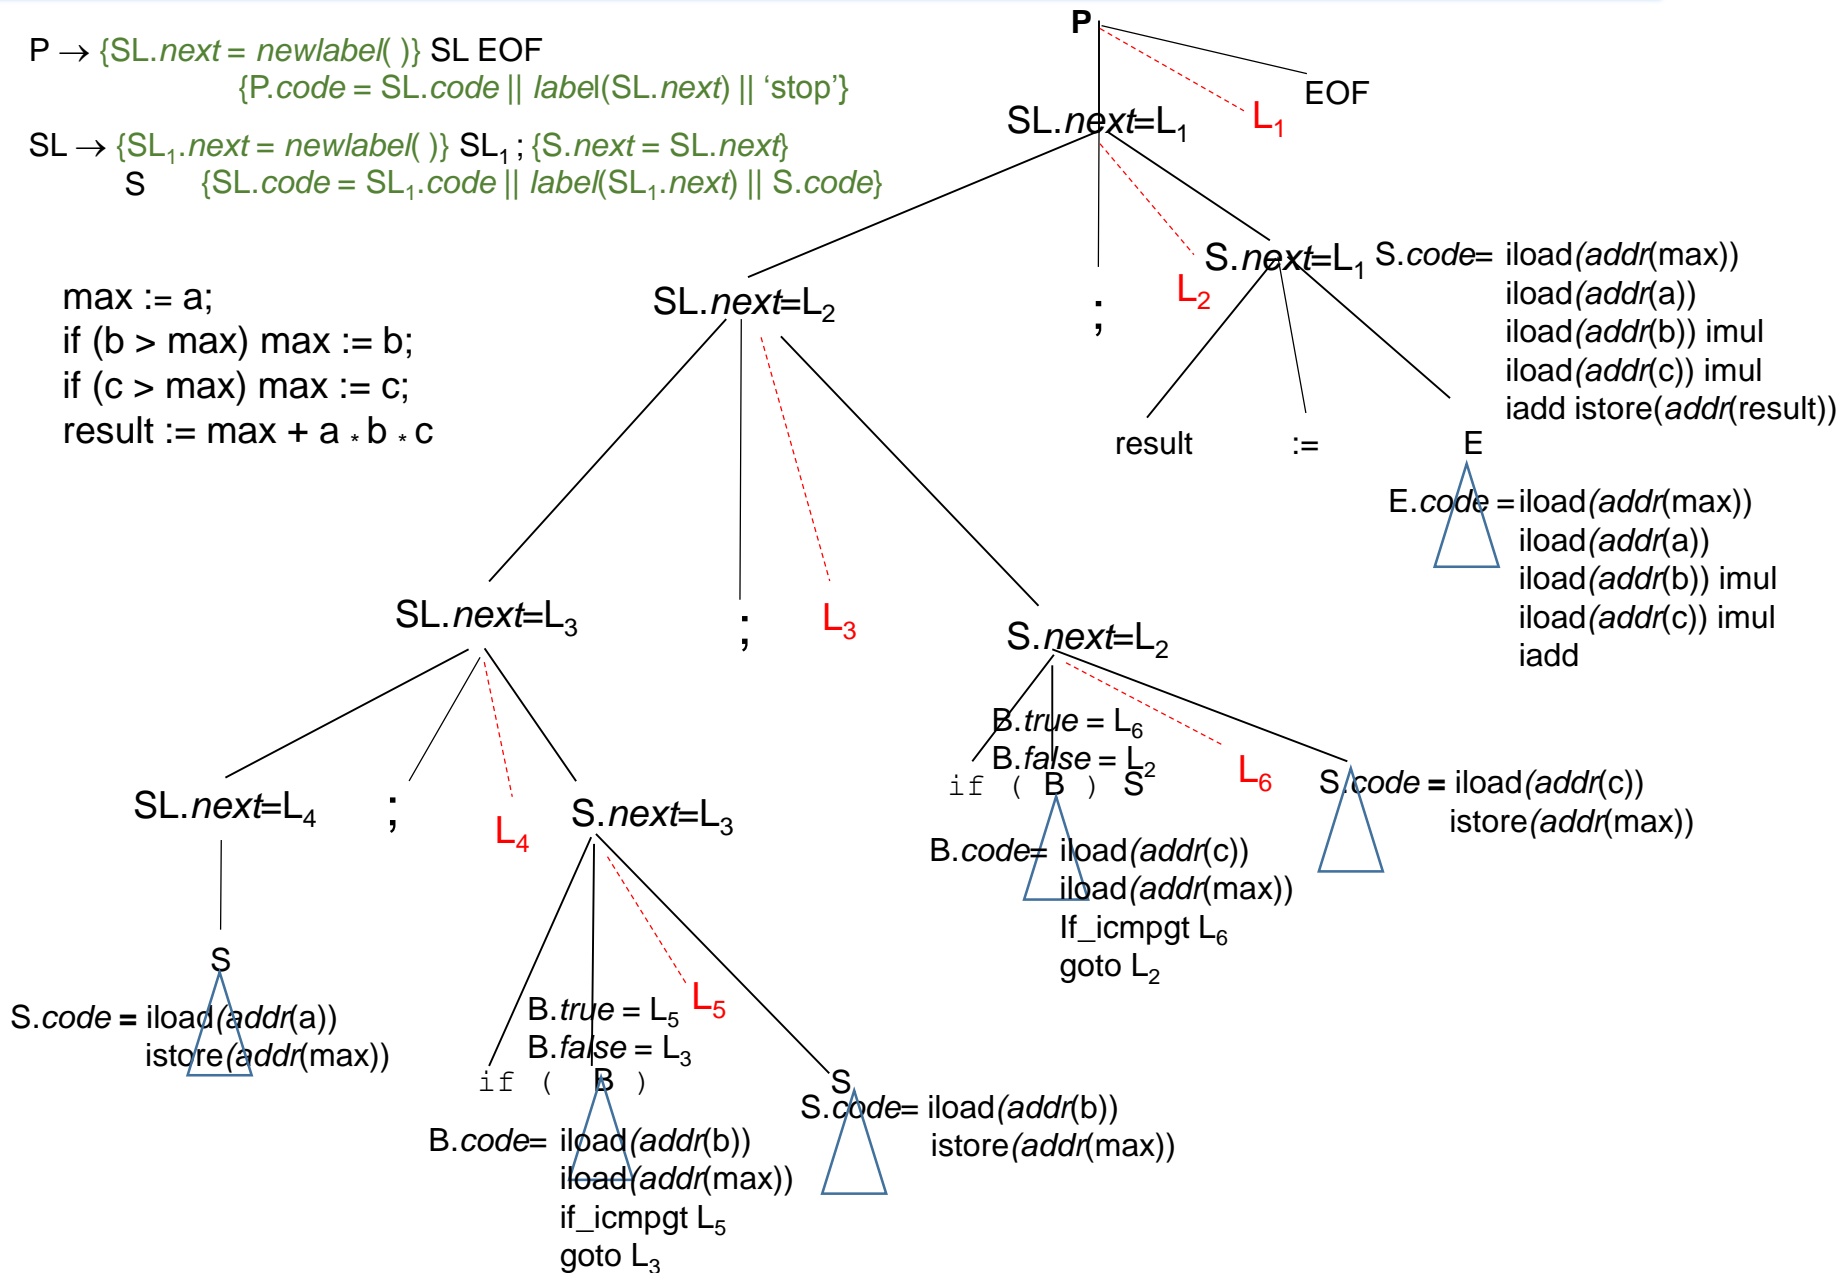 P
P → {SL.next = newlabel( )} SL EOF
{P.code = SL.code || label(SL.next) || ‘stop’}
EOF
SL.next=L₁
L₁
SL → {SL₁.next = newlabel( )} SL₁ ; {S.next = SL.next}
S {SL.code = SL₁.code || label(SL₁.next) || S.code}
max := a;
if (b > max) max := b;
if (c > max) max := c;
result := max + a * b * c
SL.next=L₂
;
L₂
S.next=L₁
S.code= iload(addr(max))
iload(addr(a))
iload(addr(b)) imul
iload(addr(c)) imul
iadd istore(addr(result))
result := E
E.code =iload(addr(max))
iload(addr(a))
iload(addr(b)) imul
iload(addr(c)) imul
iadd
SL.next=L₃
;
L₃
S.next=L₂
B.true = L₆
B.false = L₂
if ( B ) S
L₆
S.code = iload(addr(c))
istore(addr(max))
B.code= iload(addr(c))
iload(addr(max))
If_icmpgt L₆
goto L₂
SL.next=L₄
;
L₄
S.next=L₃
S
S.code = iload(addr(a))
istore(addr(max))
L₅
B.true = L₅
B.false = L₃
if ( B )
S
S.code= iload(addr(b))
istore(addr(max))
B.code= iload(addr(b))
iload(addr(max))
if_icmpgt L₅
goto L₃